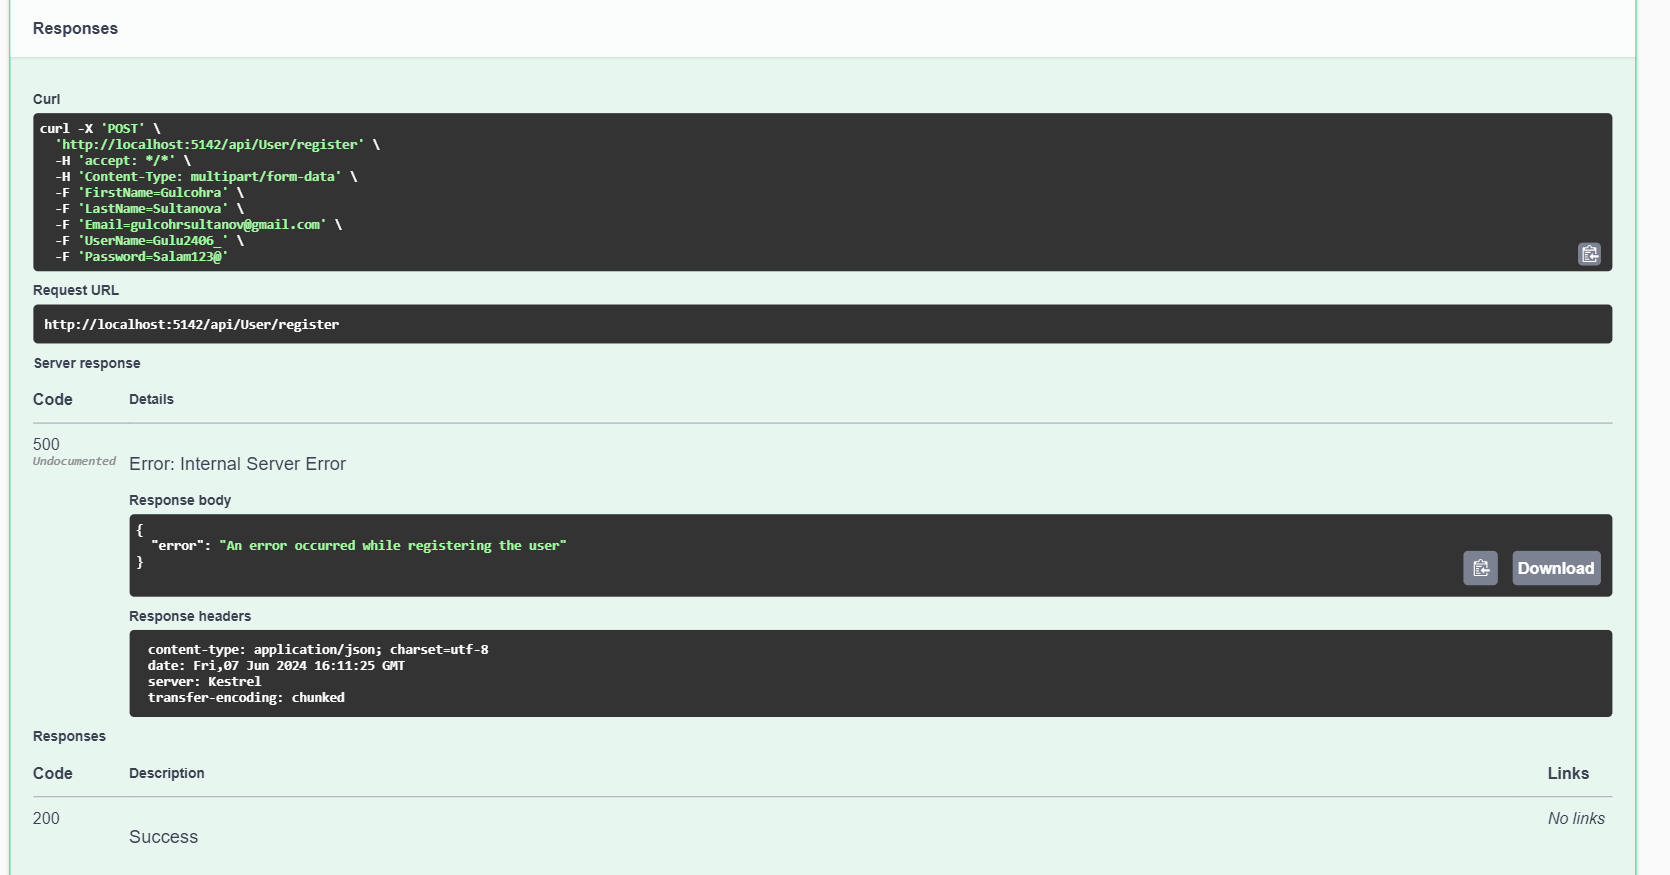 Responses
Curl
curl -X 'POST' \
'http://localhost:5142/api/User/register' \
-H 'accept: */*' \
-H 'Content-Type: multipart/form-data' \
-F 'FirstName=Gulcohra' \
-F 'LastName=Sultanova' \
-F 'Email=gulcohrsultanov@gmail.com' \
-F 'UserName=Gulu2406_' \
-F 'Password=Salam123@'
Request URL
http://localhost:5142/api/User/register
Server response
Code Details
500
Undocumented
Error: Internal Server Error
Response body
{
"error": "An error occurred while registering the user"
}
Download
Response headers
content-type: application/json; charset=utf-8
date: Fri,07 Jun 2024 16:11:25 GMT
server: Kestrel
transfer-encoding: chunked
Responses
Code Description Links
200 No links
Success